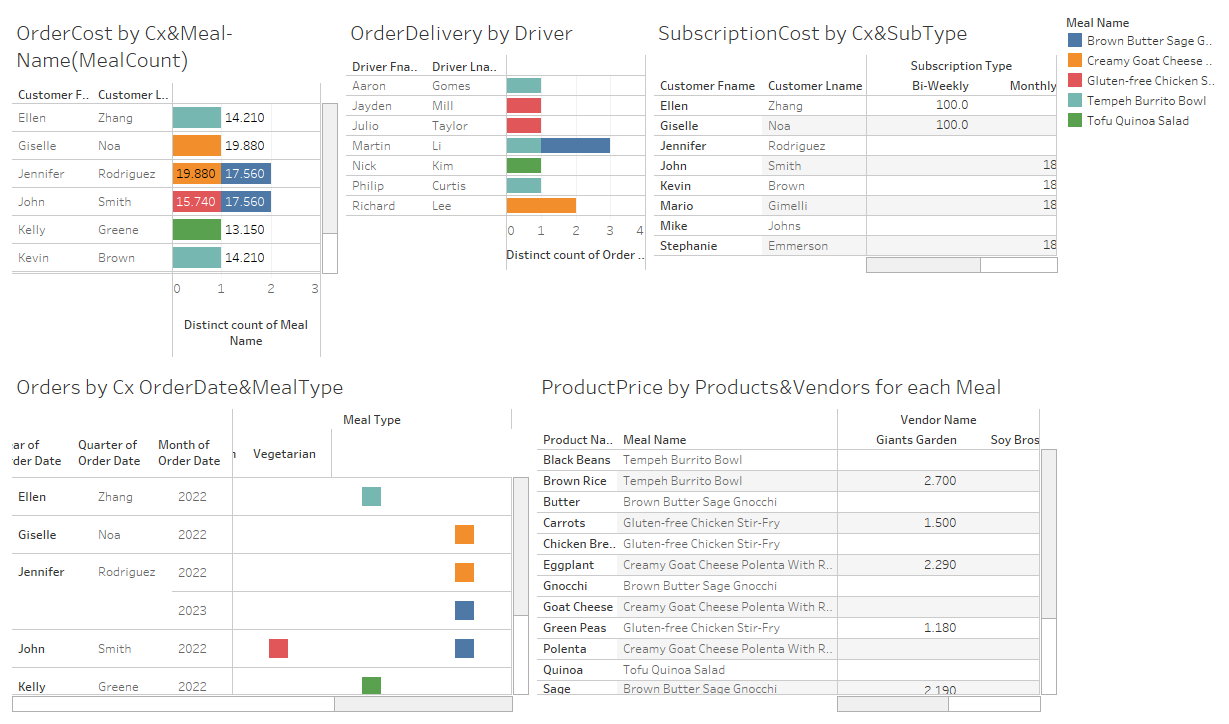 OrderCost by Cx&Meal-
Name(MealCount)
Customer F.. Customer L..
Ellen Zhang 14.210
Giselle Noa 19.880
Jennifer Rodriguez 19.880 17.560
John Smith 15.740 17.560
Kelly Greene 13.150
Kevin Brown 14.210
0 1 2 3
Distinct count of Meal
Name
OrderDelivery by Driver
Driver Fna.. Driver Lna..
Aaron Gomes
Jayden Mill
Julio Taylor
Martin Li
Nick Kim
Philip Curtis
Richard Lee
0 1 2 3 4
Distinct count of Order ..
SubscriptionCost by Cx&SubType
Subscription Type
Customer Fname Customer Lname Bi-Weekly Monthly
Ellen Zhang 100.0
Giselle Noa 100.0
Jennifer Rodriguez
John Smith 18
Kevin Brown 18
Mario Gimelli 18
Mike Johns
Stephanie Emmerson 18
Meal Name
Brown Butter Sage G..
Creamy Goat Cheese ..
Gluten-free Chicken S..
Tempeh Burrito Bowl
Tofu Quinoa Salad
Orders by Cx OrderDate&MealType
Meal Type
ar of Quarter of Month of
der Date Order Date Order Date
Vegetarian
Ellen Zhang 2022
Giselle Noa 2022
Jennifer Rodriguez 2022
2023
John Smith 2022
Kelly Greene 2022
ProductPrice by Products&Vendors for each Meal
Vendor Name
Product Na.. Meal Name Giants Garden Soy Bros
Black Beans Tempeh Burrito Bowl
Brown Rice Tempeh Burrito Bowl 2.700
Butter Brown Butter Sage Gnocchi
Carrots Gluten-free Chicken Stir-Fry 1.500
Chicken Bre.. Gluten-free Chicken Stir-Fry
Eggplant Creamy Goat Cheese Polenta With R.. 2.290
Gnocchi Brown Butter Sage Gnocchi
Goat Cheese Creamy Goat Cheese Polenta With R..
Green Peas Gluten-free Chicken Stir-Fry 1.180
Polenta Creamy Goat Cheese Polenta With R..
Quinoa Tofu Quinoa Salad
Sage Brown Butter Sage Gnocchi 2.190